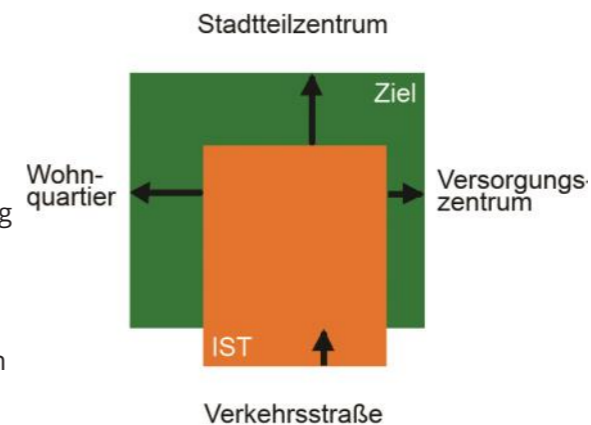 Stadtteilzentrum
Ziel
Wohn-
quartier
Versorgungs-
zentrum
g
n
IST
Verkehrsstraße